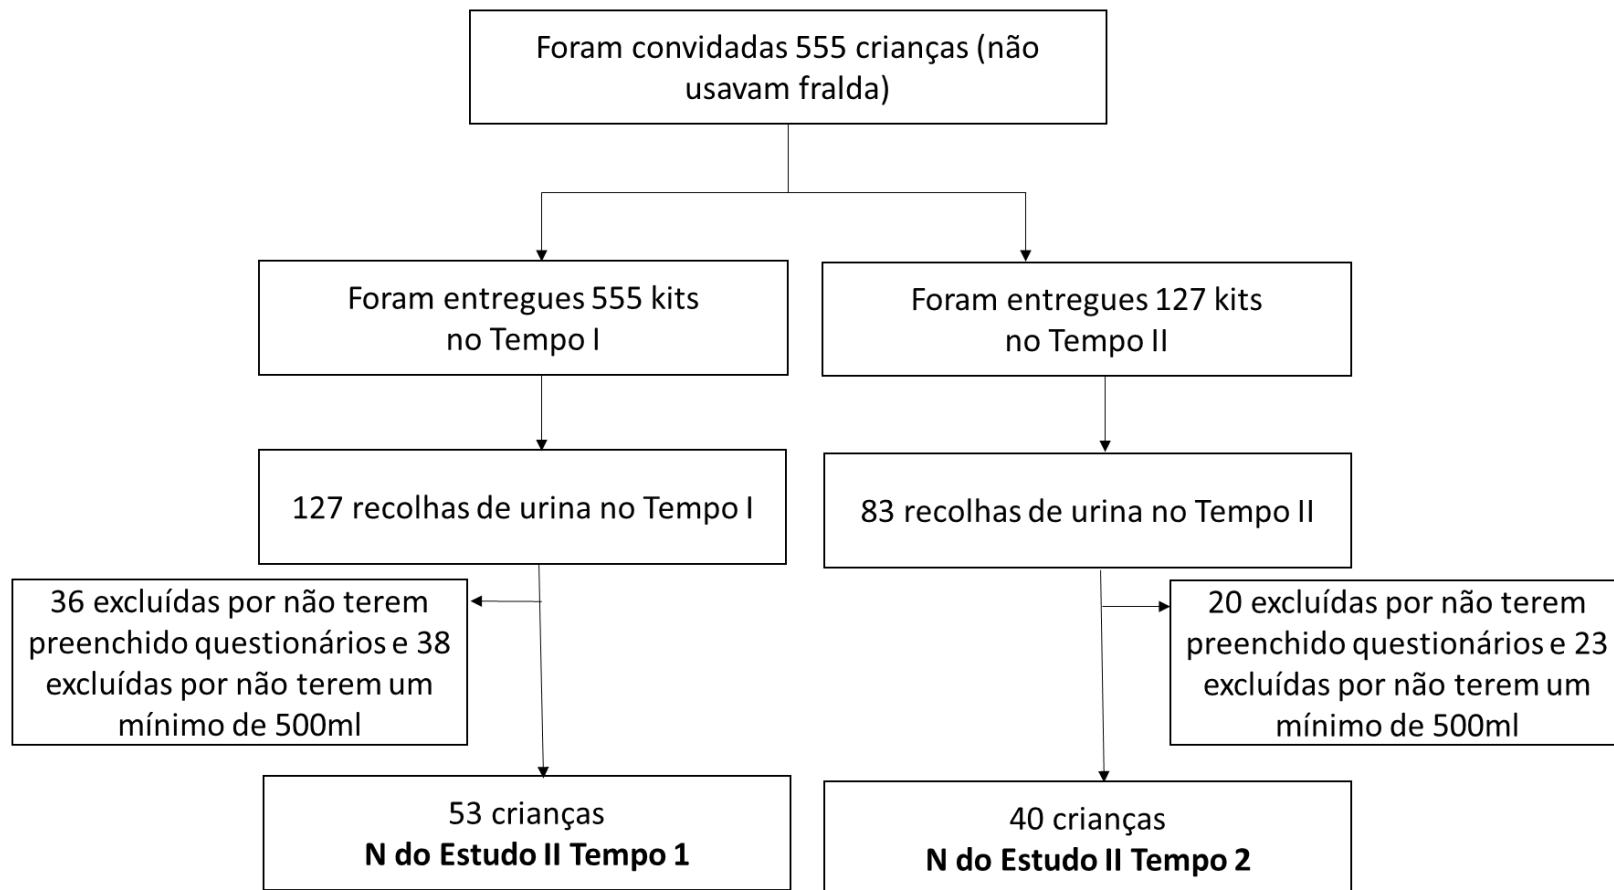 Foram convidadas 555 crianças (não
usavam fralda)
Foram entregues 555 kits
no Tempo I
Foram entregues 127 kits
no Tempo II
127 recolhas de urina no Tempo I
83 recolhas de urina no Tempo II
36 excluídas por não terem
preenchido questionários e 38
excluídas por não terem um
mínimo de 500ml
20 excluídas por não terem
preenchido questionários e 23
excluídas por não terem um
mínimo de 500ml
53 crianças
N do Estudo II Tempo 1
40 crianças
N do Estudo II Tempo 2